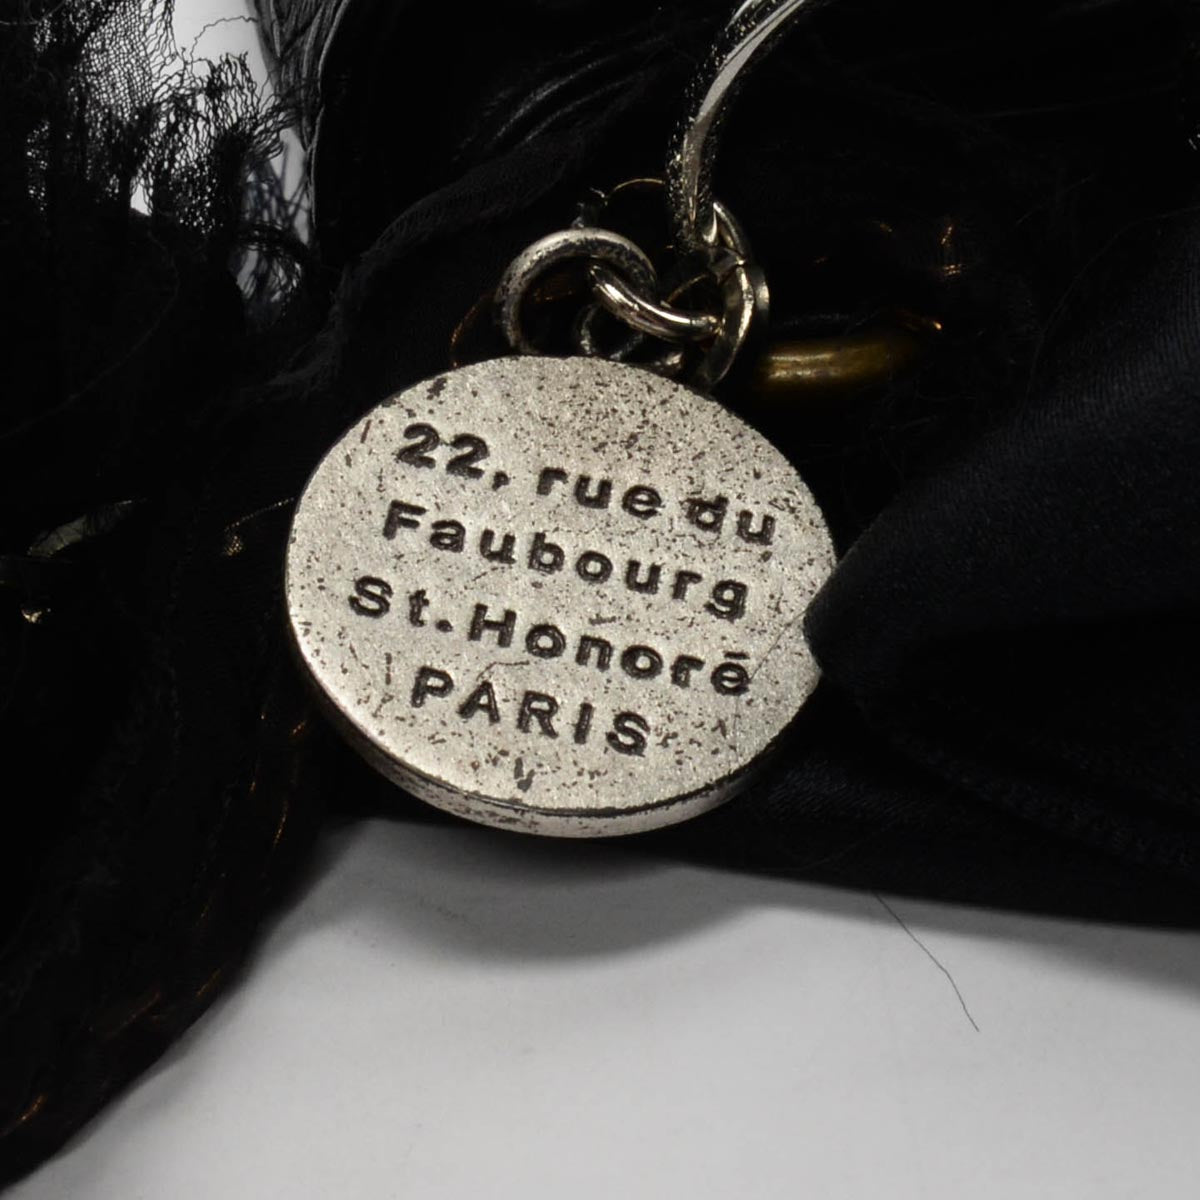 22, rue du
Faubourg
St. Honoré
PARIS